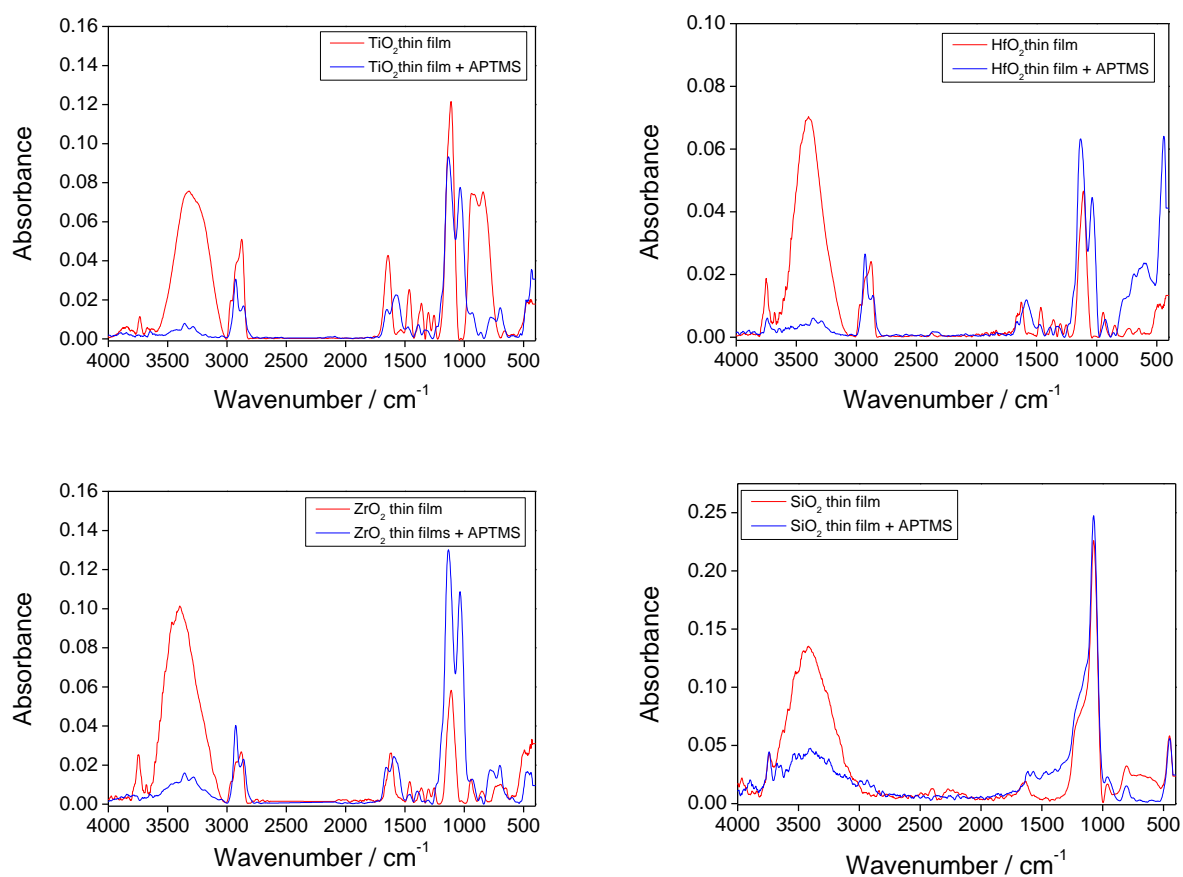 0.16
0.14
0.12
0.10
0.08
0.06
0.04
0.02
0.00
Absorbance
TiO2thin film
TiO2thin film + APTMS
4000 3500 3000 2500 2000 1500 1000 500
Wavenumber / cm-1
0.10
0.08
0.06
0.04
0.02
0.00
Absorbance
HfO2thin film
HfO2thin film + APTMS
4000 3500 3000 2500 2000 1500 1000 500
Wavenumber / cm-1
0.16
0.14
0.12
0.10
0.08
0.06
0.04
0.02
0.00
Absorbance
ZrO2 thin film
ZrO2 thin films + APTMS
4000 3500 3000 2500 2000 1500 1000 500
Wavenumber / cm-1
0.25
0.20
0.15
0.10
0.05
0.00
Absorbance
SiO2 thin film
SiO2 thin film + APTMS
4000 3500 3000 2500 2000 1500 1000 500
Wavenumber / cm-1